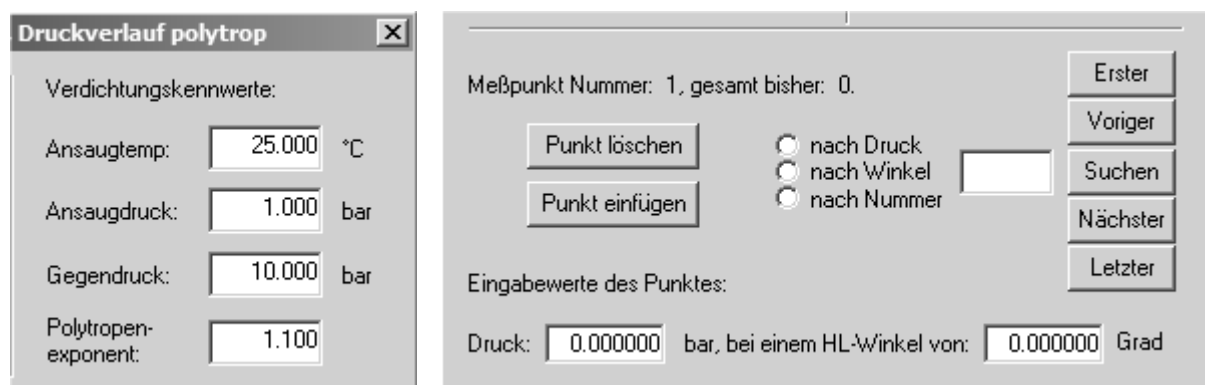 Druckverlauf polytrop
Verdichtungskennwerte:
Ansaugtemp: 25.000 °C
Ansaugdruck: 1.000 bar
Gegendruck: 10.000 bar
Polytropen-
exponent: 1.100
Meßpunkt Nummer: 1, gesamt bisher: 0.
Punkt löschen
Punkt einfügen
nach Druck
nach Winkel
nach Nummer
Erster
Voriger
Suchen
Nächster
Letzter
Eingabewerte des Punktes:
Druck: 0.000000 bar, bei einem HL-Winkel von: 0.000000 Grad